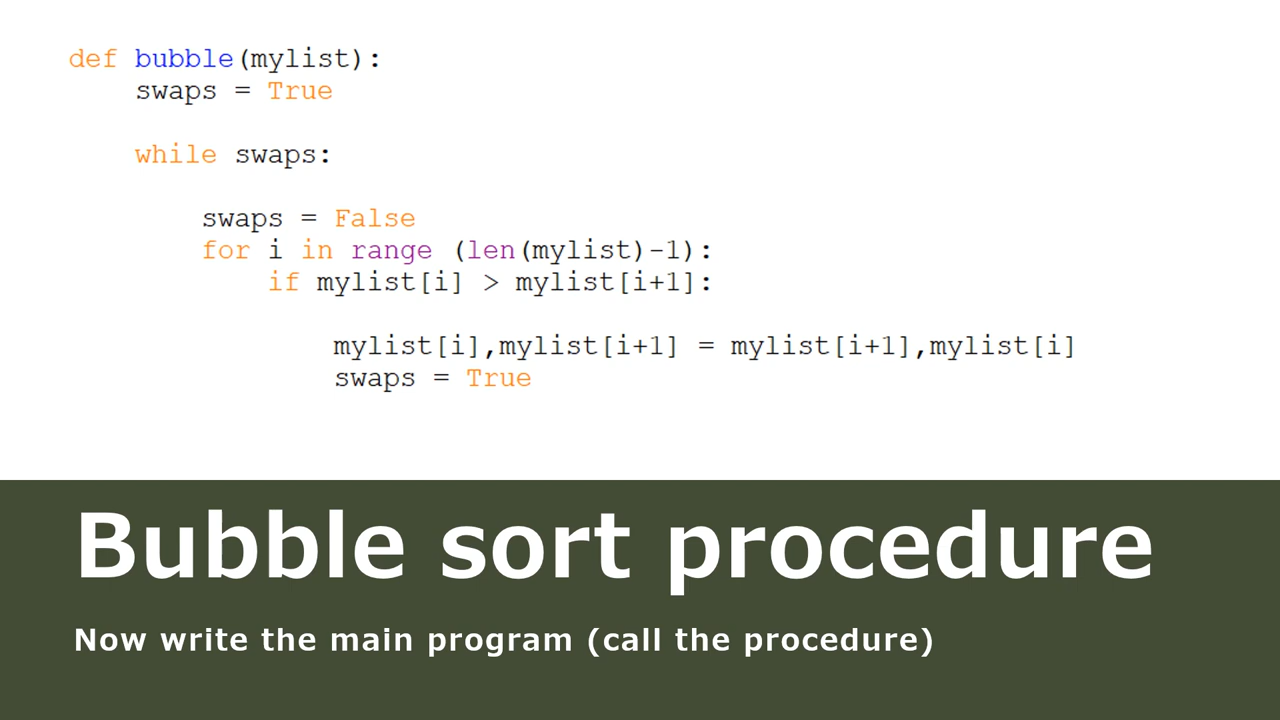 def bubble(mylist):
    swaps = True
    while swaps:
        swaps = False
        for i in range (len(mylist)-1):
            if mylist[i] > mylist[i+1]:
                mylist[i],mylist[i+1] = mylist[i+1],mylist[i]
                swaps = True
Bubble sort procedure
Now write the main program (call the procedure)